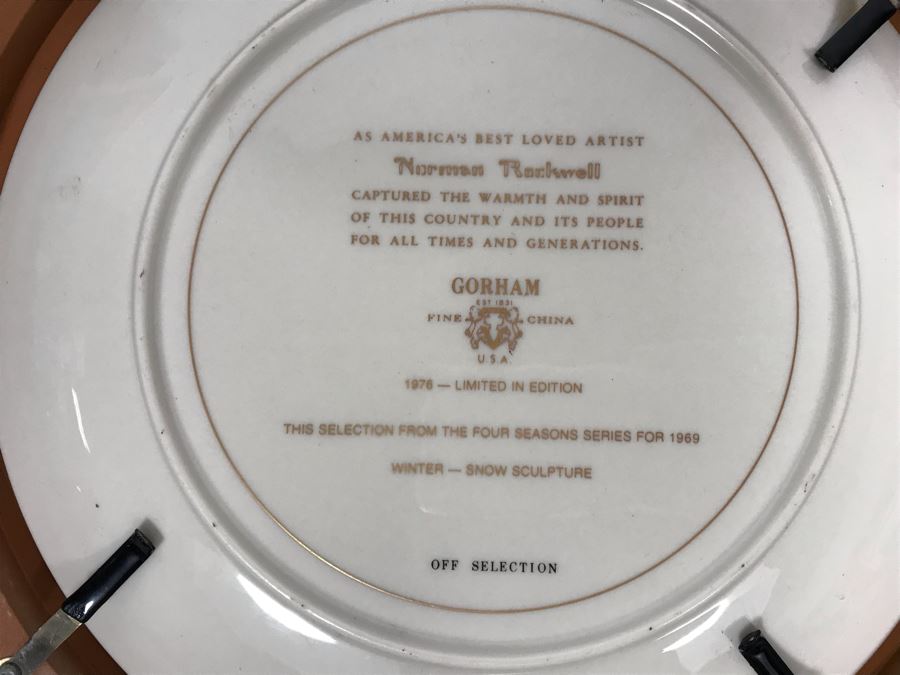 AS AMERICA'S BEST LOVED ARTIST
Norman Rockwell
CAPTURED THE WARMTH AND SPIRIT
OF THIS COUNTRY AND ITS PEOPLE
FOR ALL TIMES AND GENERATIONS.
GORHAM
EST 1831
FINE CHINA
U.S.A.
1976 — LIMITED IN EDITION
THIS SELECTION FROM THE FOUR SEASONS SERIES FOR 1969
WINTER — SNOW SCULPTURE
OFF SELECTION